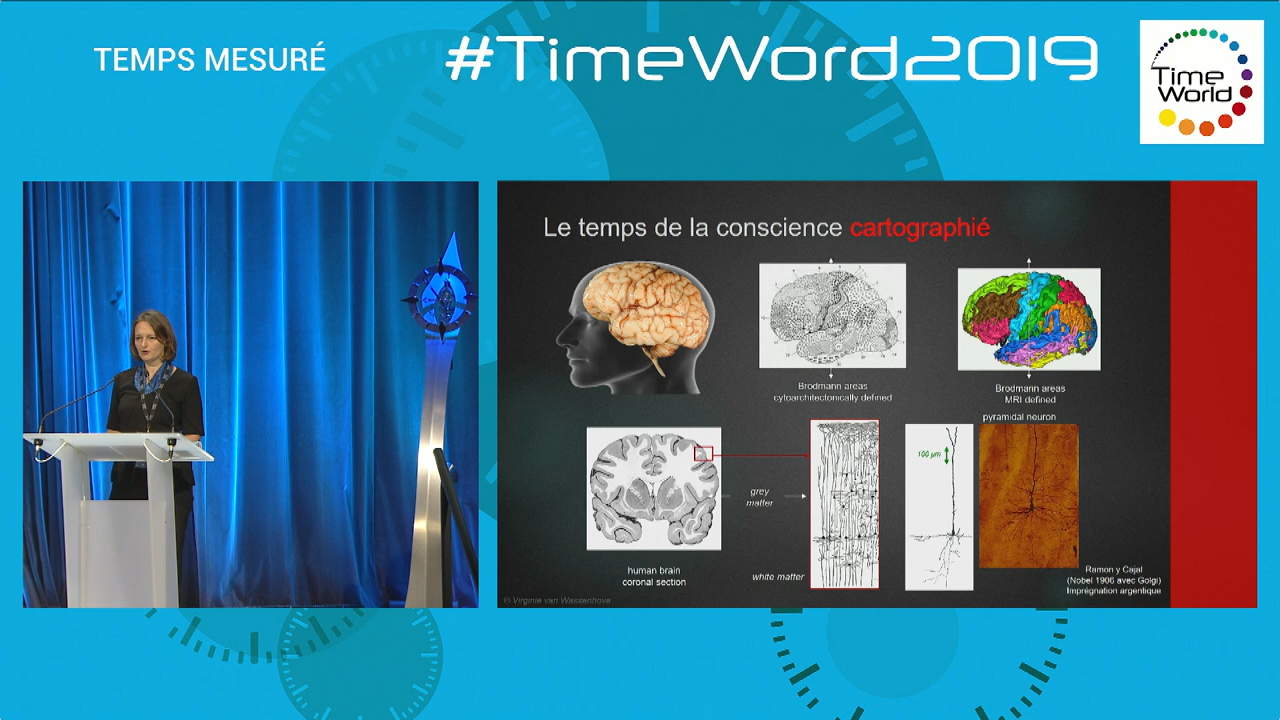 TEMPS MESURÉ
#TimeWord2019
Time
World
Le temps de la conscience cartographié
Brodmann areas
cytoarchitectonically defined
Brodmann areas
MRI defined
pyramidal neuron
100 µm
grey
matter
white matter
human brain
coronal section
Ramon y Cajal
(Nobel 1906 avec Golgi)
Imprégnation argentique
© Virginie van Wassenhove